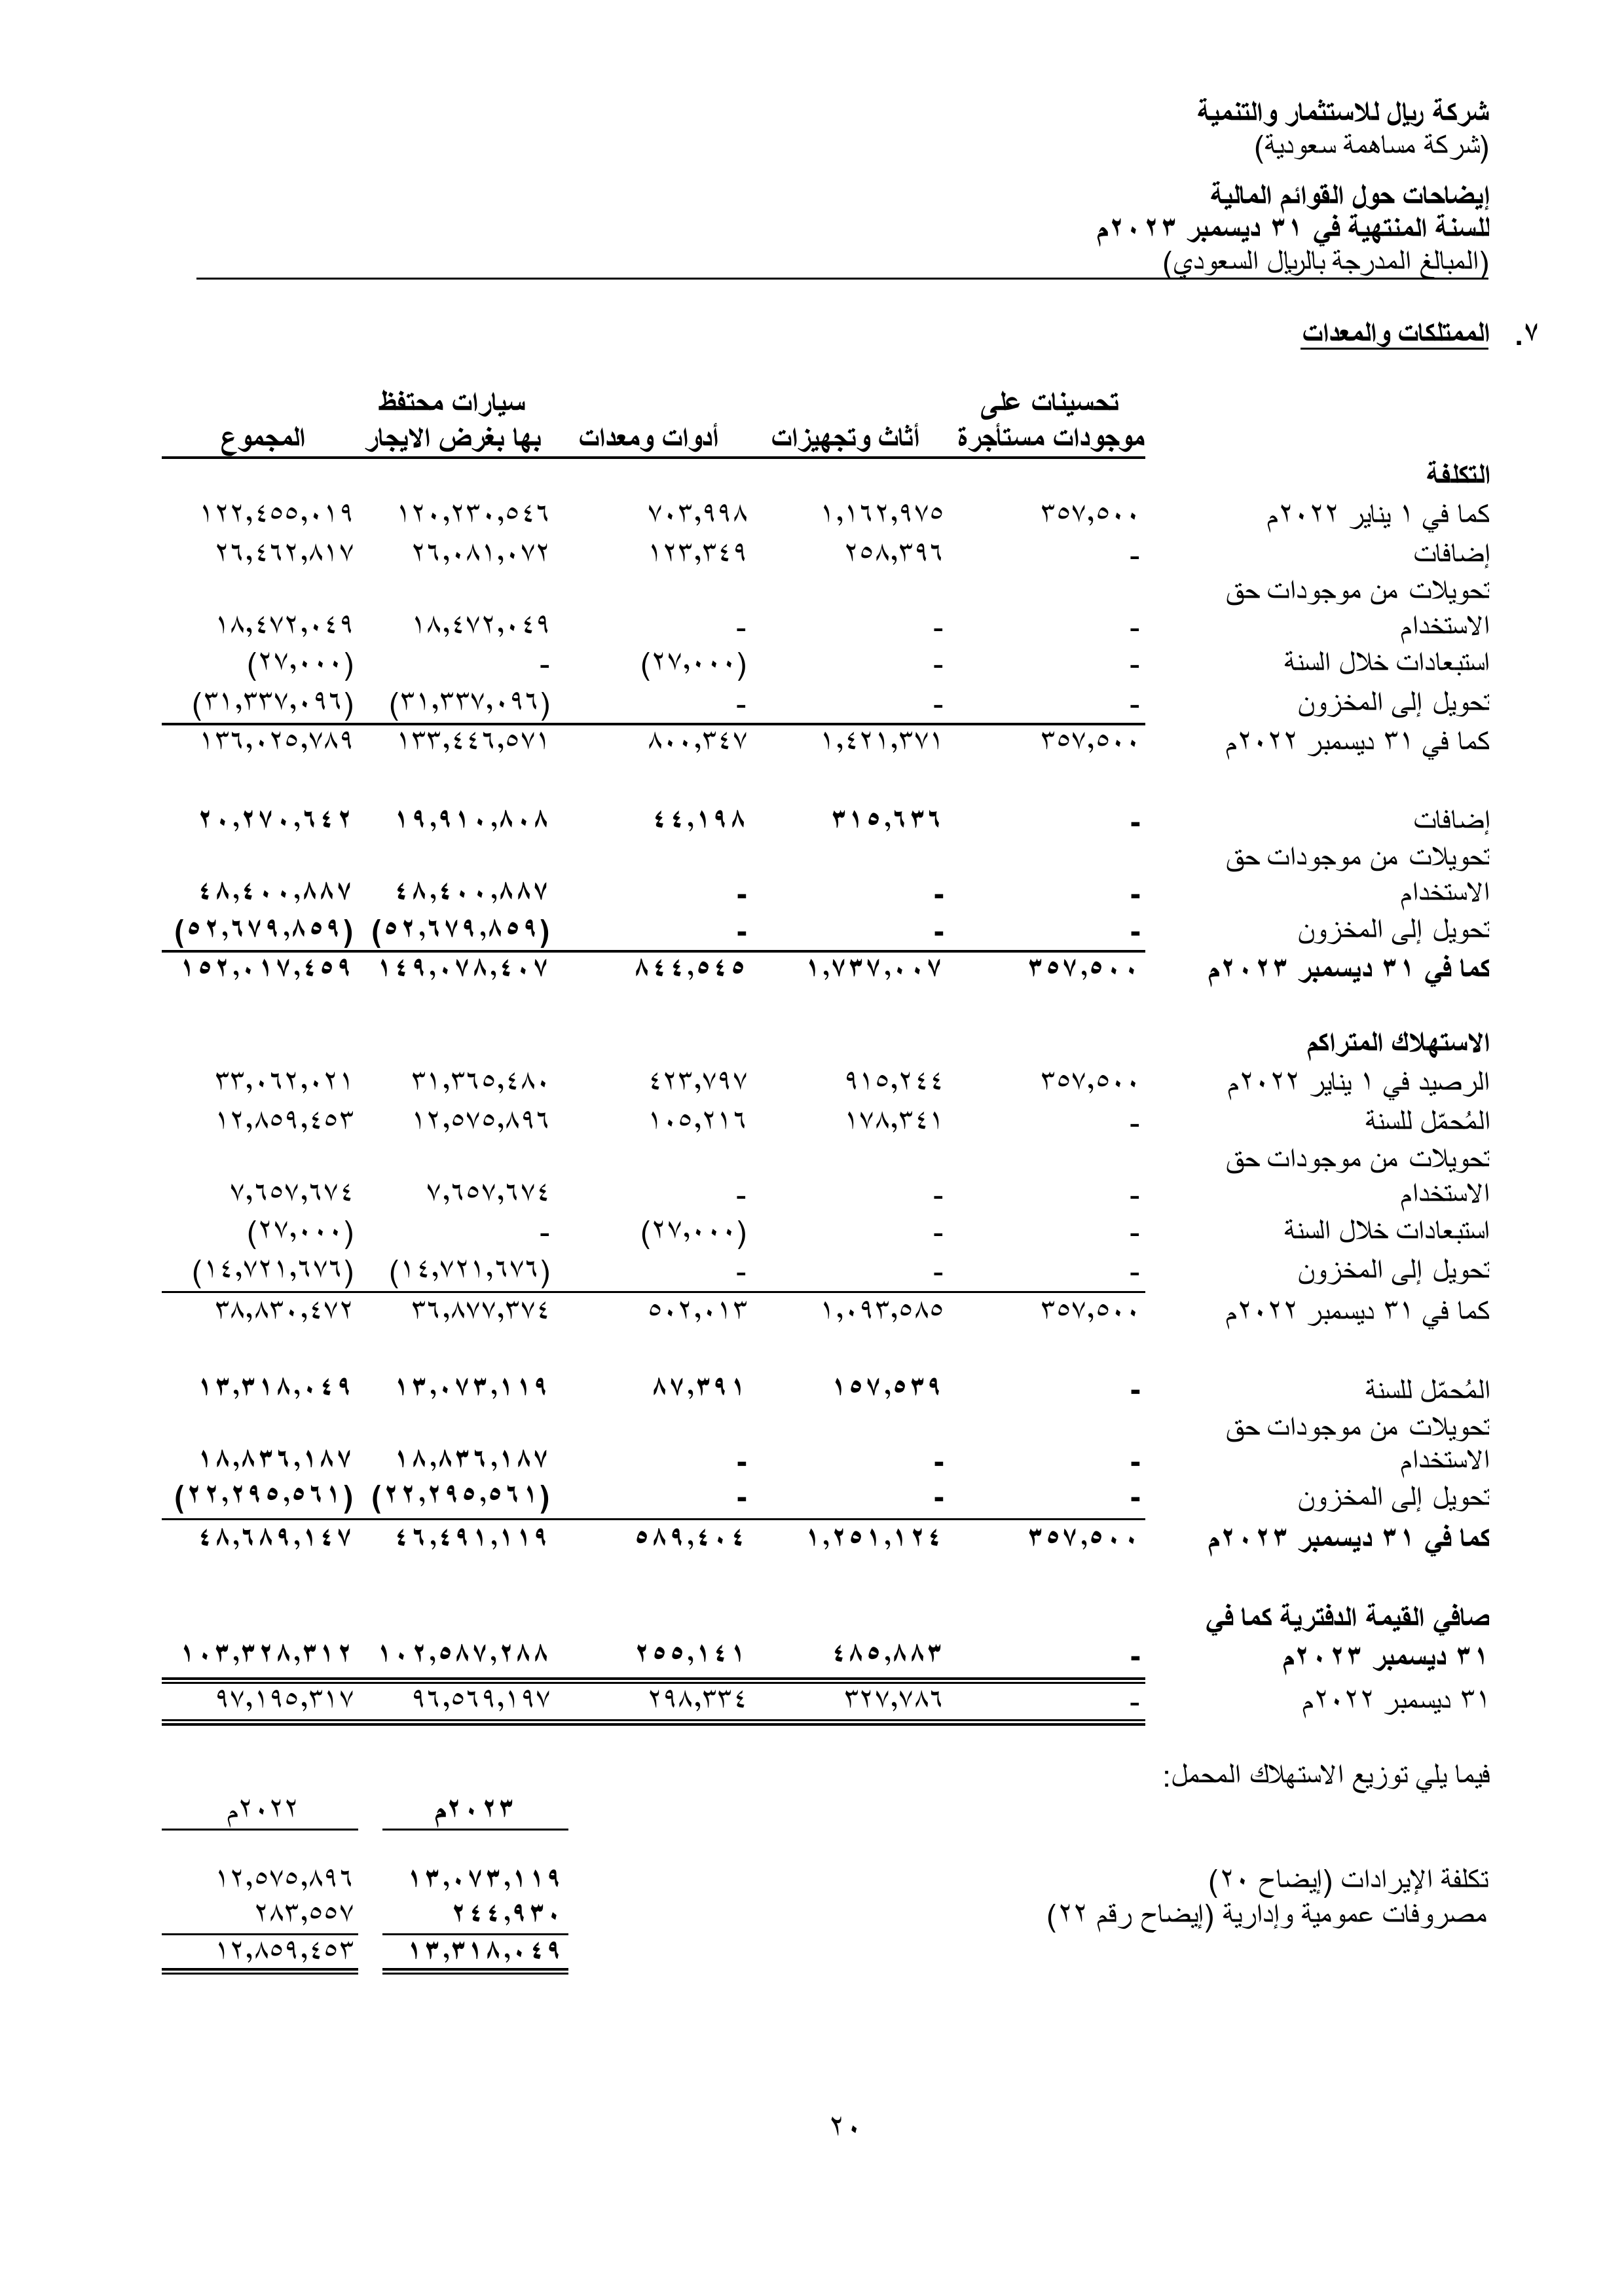 شركة ريال للاستثمار والتنمية
(شركة مساهمة سعودية)
إيضاحات حول القوائم المالية
للسنة المنتهية في ٣١ ديسمبر ٢٠٢٣م
(المبالغ المدرجة بالريال السعودي)
٧. الممتلكات والمعدات
تحسينات على سيارات محتفظ
موجودات مستأجرة أثاث وتجهيزات أدوات ومعدات بها بغرض الايجار المجموع
التكلفة
كما في ١ يناير ٢٠٢٢م ٣٥٧,٥٠٠ ١,١٦٢,٩٧٥ ٧٠٣,٩٩٨ ١٢٠,٢٣٠,٥٤٦ ١٢٢,٤٥٥,٠١٩
إضافات - ٢٥٨,٣٩٦ ١٢٣,٣٤٩ ٢٦,٠٨١,٠٧٢ ٢٦,٤٦٢,٨١٧
تحويلات من موجودات حق
الاستخدام - - - ١٨,٤٧٢,٠٤٩ ١٨,٤٧٢,٠٤٩
استبعادات خلال السنة - - (٢٧,٠٠٠) - (٢٧,٠٠٠)
تحويل إلى المخزون - - - (٣١,٣٣٧,٠٩٦) (٣١,٣٣٧,٠٩٦)
كما في ٣١ ديسمبر ٢٠٢٢م ٣٥٧,٥٠٠ ١,٤٢١,٣٧١ ٨٠٠,٣٤٧ ١٣٣,٤٤٦,٥٧١ ١٣٦,٠٢٥,٧٨٩
إضافات - ٣١٥,٦٣٦ ٤٤,١٩٨ ١٩,٩١٠,٨٠٨ ٢٠,٢٧٠,٦٤٢
تحويلات من موجودات حق
الاستخدام - - - ٤٨,٤٠٠,٨٨٧ ٤٨,٤٠٠,٨٨٧
تحويل إلى المخزون - - - (٥٢,٦٧٩,٨٥٩) (٥٢,٦٧٩,٨٥٩)
كما في ٣١ ديسمبر ٢٠٢٣م ٣٥٧,٥٠٠ ١,٧٣٧,٠٠٧ ٨٤٤,٥٤٥ ١٤٩,٠٧٨,٤٠٧ ١٥٢,٠١٧,٤٥٩
الاستهلاك المتراكم
الرصيد في ١ يناير ٢٠٢٢م ٣٥٧,٥٠٠ ٩١٥,٢٤٤ ٤٢٣,٧٩٧ ٣١,٣٦٥,٤٨٠ ٣٣,٠٦٢,٠٢١
المُحمّل للسنة - ١٧٨,٣٤١ ١٠٥,٢١٦ ١٢,٥٧٥,٨٩٦ ١٢,٨٥٩,٤٥٣
تحويلات من موجودات حق
الاستخدام - - - ٧,٦٥٧,٦٧٤ ٧,٦٥٧,٦٧٤
استبعادات خلال السنة - - (٢٧,٠٠٠) - (٢٧,٠٠٠)
تحويل إلى المخزون - - - (١٤,٧٢١,٦٧٦) (١٤,٧٢١,٦٧٦)
كما في ٣١ ديسمبر ٢٠٢٢م ٣٥٧,٥٠٠ ١,٠٩٣,٥٨٥ ٥٠٢,٠١٣ ٣٦,٨٧٧,٣٧٤ ٣٨,٨٣٠,٤٧٢
المُحمّل للسنة - ١٥٧,٥٣٩ ٨٧,٣٩١ ١٣,٠٧٣,١١٩ ١٣,٣١٨,٠٤٩
تحويلات من موجودات حق
الاستخدام - - - ١٨,٨٣٦,١٨٧ ١٨,٨٣٦,١٨٧
تحويل إلى المخزون - - - (٢٢,٢٩٥,٥٦١) (٢٢,٢٩٥,٥٦١)
كما في ٣١ ديسمبر ٢٠٢٣م ٣٥٧,٥٠٠ ١,٢٥١,١٢٤ ٥٨٩,٤٠٤ ٤٦,٤٩١,١١٩ ٤٨,٦٨٩,١٤٧
صافي القيمة الدفترية كما في
٣١ ديسمبر ٢٠٢٣م - ٤٨٥,٨٨٣ ٢٥٥,١٤١ ١٠٢,٥٨٧,٢٨٨ ١٠٣,٣٢٨,٣١٢
٣١ ديسمبر ٢٠٢٢م - ٣٢٧,٧٨٦ ٢٩٨,٣٣٤ ٩٦,٥٦٩,١٩٧ ٩٧,١٩٥,٣١٧
فيما يلي توزيع الاستهلاك المحمل:
٢٠٢٣م ٢٠٢٢م
تكلفة الإيرادات (إيضاح ٢٠) ١٣,٠٧٣,١١٩ ١٢,٥٧٥,٨٩٦
مصروفات عمومية وإدارية (إيضاح رقم ٢٢) ٢٤٤,٩٣٠ ٢٨٣,٥٥٧
١٣,٣١٨,٠٤٩ ١٢,٨٥٩,٤٥٣
٢٠